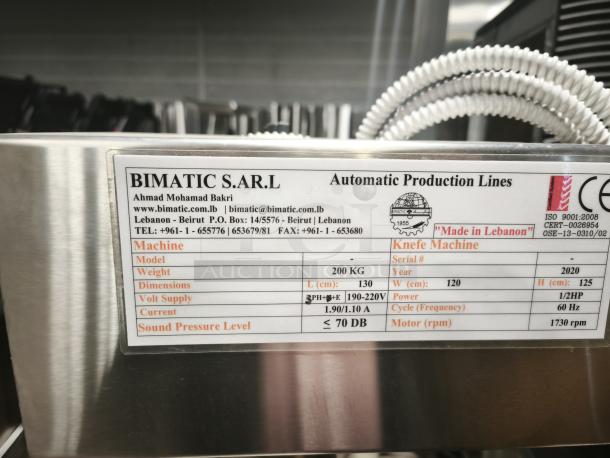 BIMATIC S.AR.L Automatic Production Lines
Ahmad Mohamad Bakri
www.bimatic.com.lb | bimatic@bimatic.com.lb
Lebanon - Beirut P.O. Box: 14/5576 - Beirut | Lebanon
TEL: +961- 1 - 655776 | 653679/81 FAX: +961- 1 - 653680
1955
"Made in Lebanon"
CE
ISO 9001:2008
CERT-0026954
OSE-13-0310/02
Machine Knefe Machine
Model - Serial # -
Weight 200 KG Year 2020
Dimensions L (cm): 130 W (cm): 120 H (cm): 125
Volt Supply 3PH+ +E 190-220V Power 1/2HP
Current 1.90/1.10 A Cycle (Frequency) 60 Hz
Sound Pressure Level ≤ 70 DB Motor (rpm) 1730 rpm
AUCTION GROUP